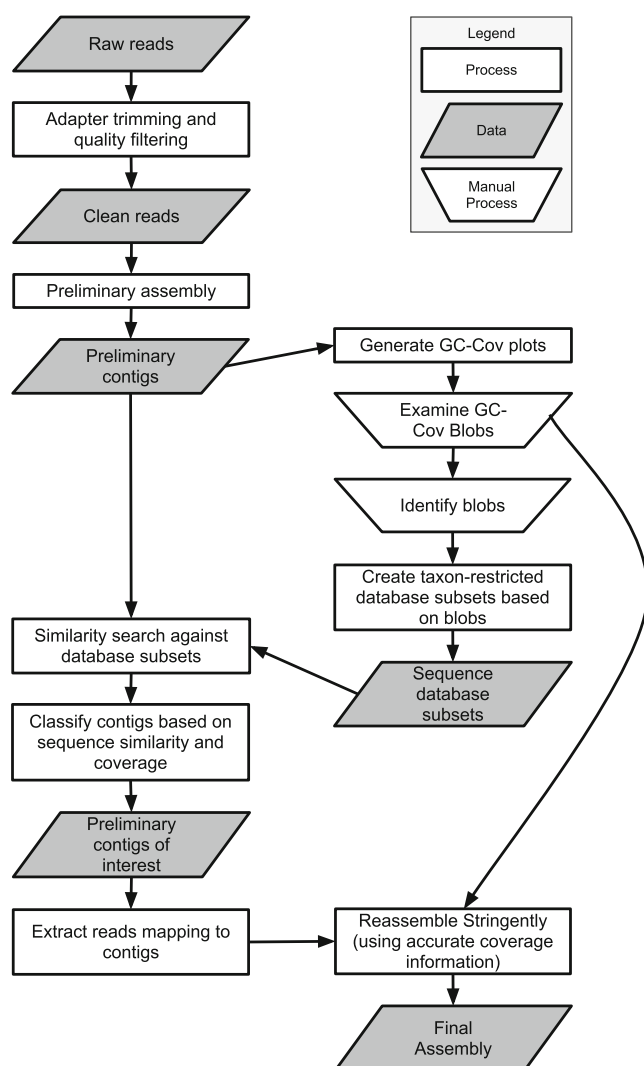 Raw reads
Adapter trimming and
quality filtering
Clean reads
Preliminary assembly
Preliminary
contigs
Similarity search against
database subsets
Classify contigs based on
sequence similarity and
coverage
Preliminary
contigs of
interest
Extract reads mapping to
contigs
Legend
Process
Data
Manual
Process
Generate GC-Cov plots
Examine GC-
Cov Blobs
Identify blobs
Create taxon-restricted
database subsets based
on blobs
Sequence
database
subsets
Reassemble Stringently
(using accurate coverage
information)
Final
Assembly